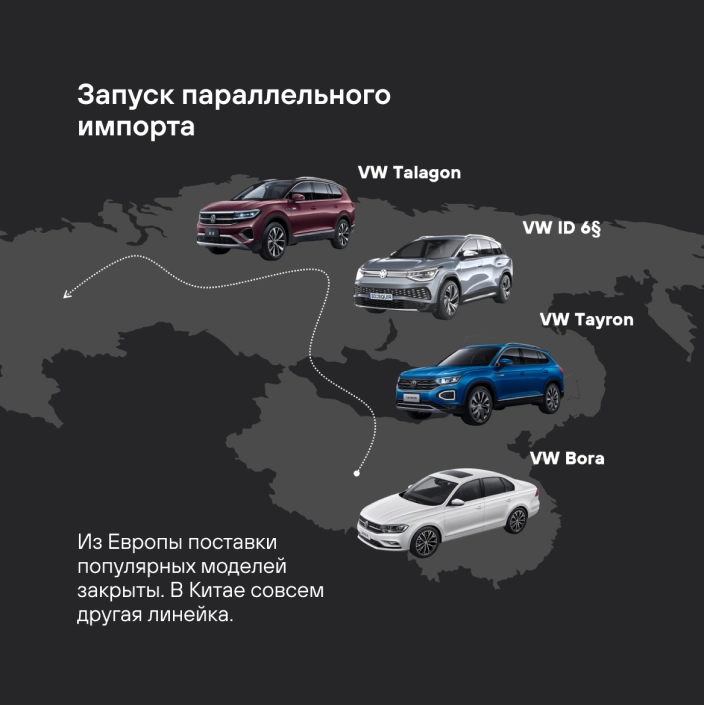 Запуск параллельного
импорта
VW Talagon
VW ID 6§
VW Tayron
VW Bora
Из Европы поставки
популярных моделей
закрыты. В Китае совсем
другая линейка.